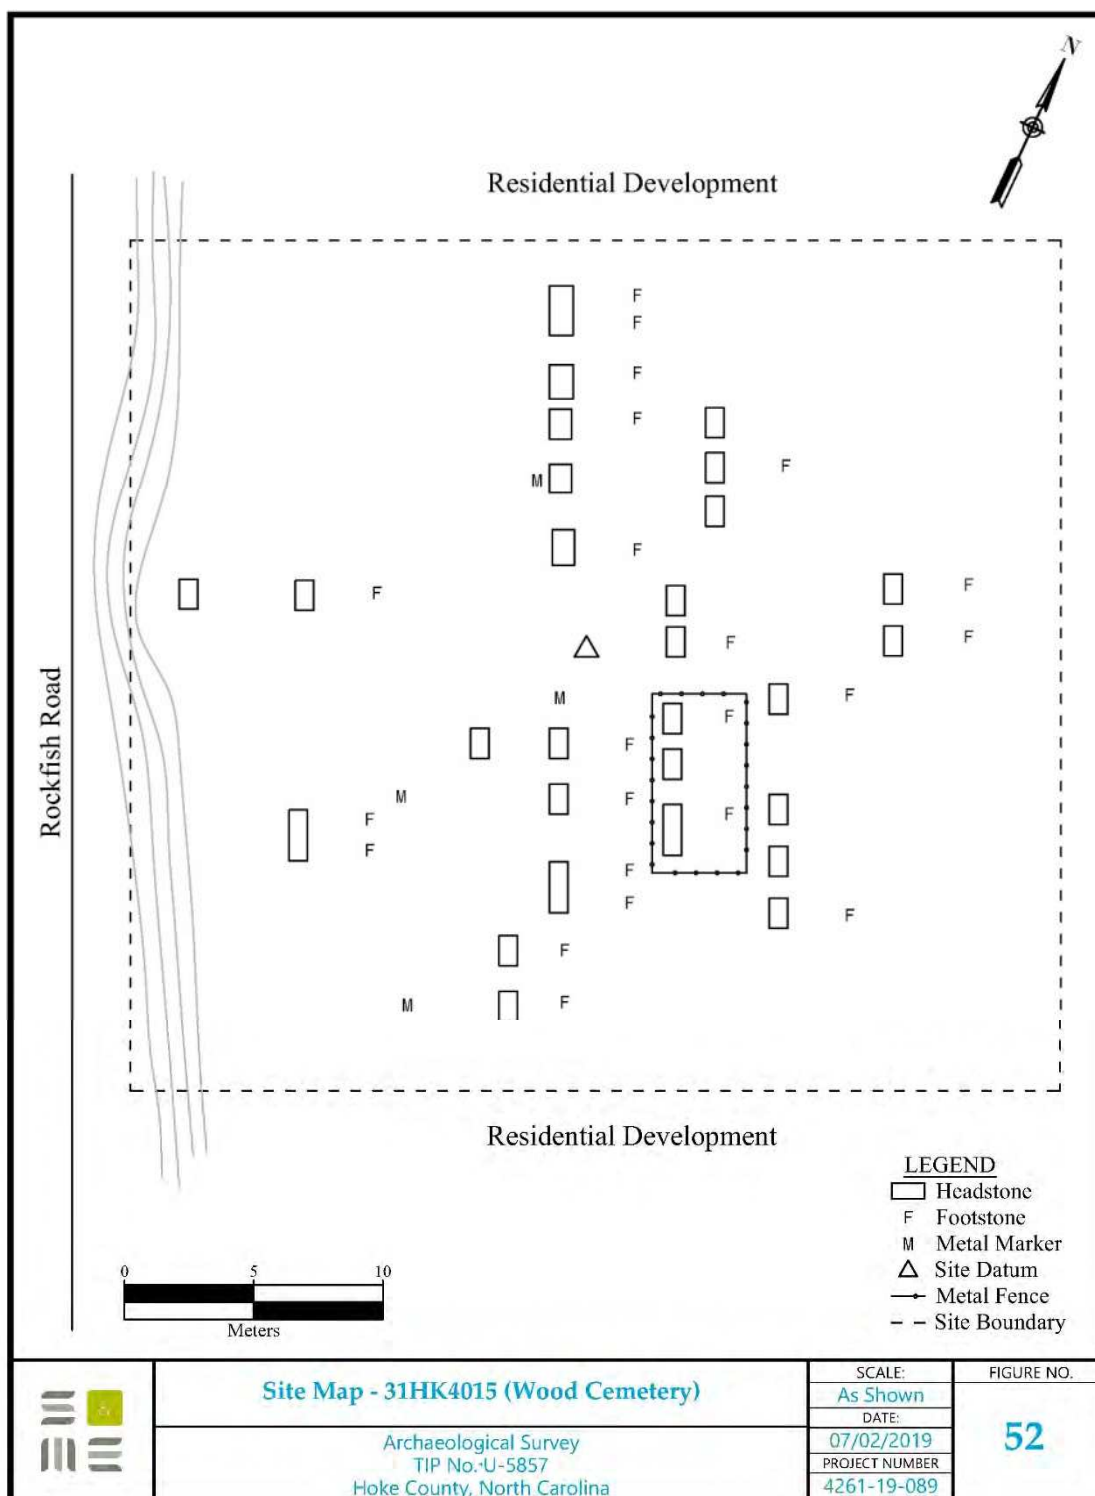 N
Residential Development
F
F
F
F
F
M
F
F
F
F
F
M
F
F
F
F
M
F
F
F
F
F
F
F
F
M
F
Rockfish Road
Residential Development
LEGEND
Headstone
F Footstone
M Metal Marker
Site Datum
Metal Fence
Site Boundary
0 5 10
Meters
S&ME
Site Map - 31HK4015 (Wood Cemetery)
Archaeological Survey
TIP No. U-5857
Hoke County, North Carolina
SCALE:
As Shown
DATE:
07/02/2019
PROJECT NUMBER
4261-19-089
FIGURE NO.
52